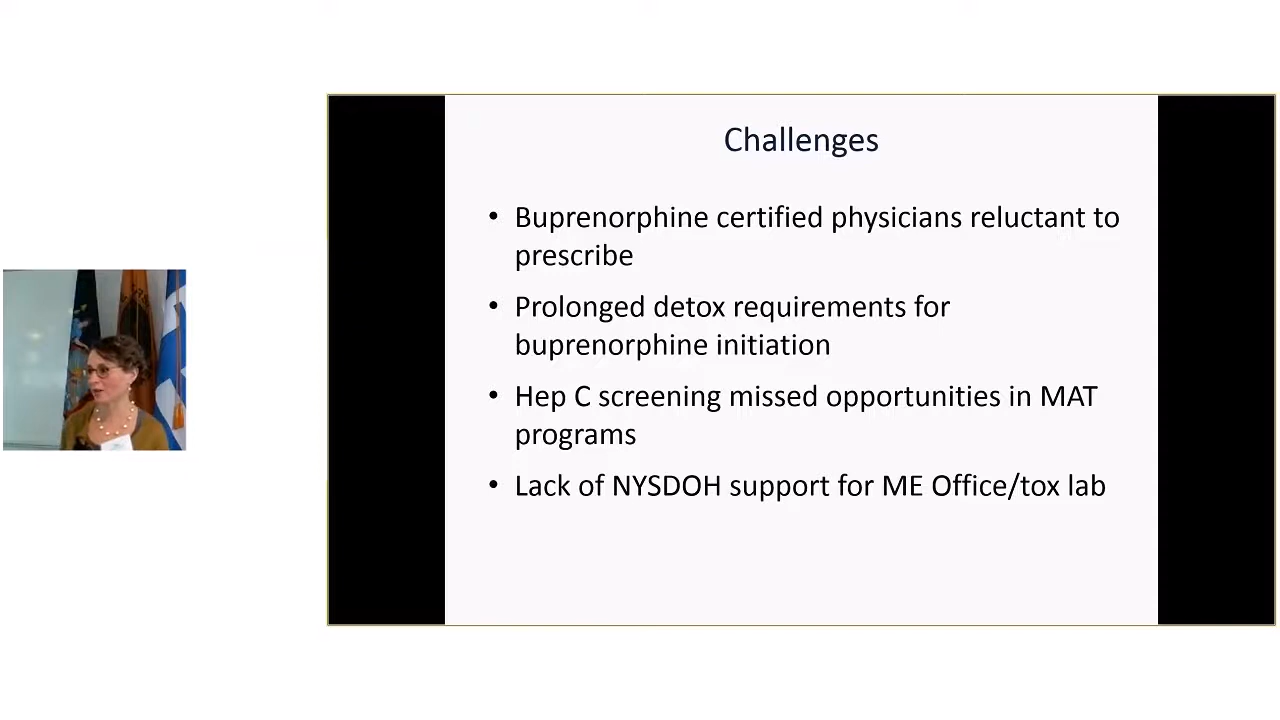 Challenges
• Buprenorphine certified physicians reluctant to
prescribe
• Prolonged detox requirements for
buprenorphine initiation
• Hep C screening missed opportunities in MAT
programs
• Lack of NYSDOH support for ME Office/tox lab